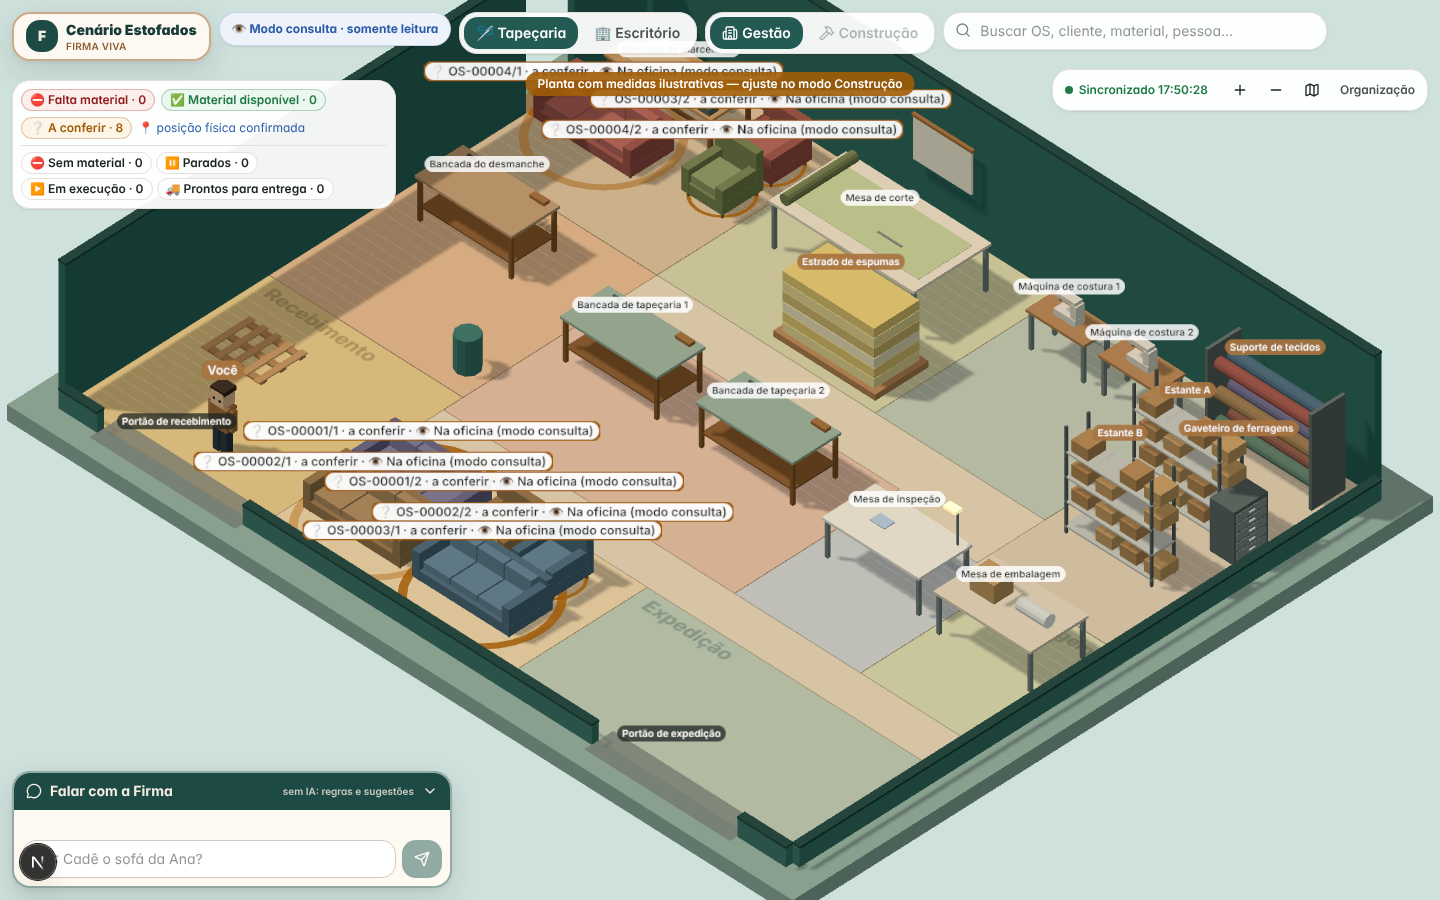 F
Cenário Estofados
FIRMA VIVA
👁 Modo consulta · somente leitura
Tapeçaria
Escritório
Gestão
Construção
Buscar OS, cliente, material, pessoa...
Sincronizado 17:50:28
Organização
⛔ Falta material · 0
✅ Material disponível · 0
❔ A conferir · 8
📍 posição física confirmada
⛔ Sem material · 0
⏸ Parados · 0
▶ Em execução · 0
🚚 Prontos para entrega · 0
OS-00004/1 · a conferir · 👁 Na oficina (modo consulta)
Planta com medidas ilustrativas — ajuste no modo Construção
OS-00003/2 · a conferir · 👁 Na oficina (modo consulta)
❔ OS-00004/2 · a conferir · 👁 Na oficina (modo consulta)
Bancada do desmanche
Mesa de corte
Estrado de espumas
Máquina de costura 1
Bancada de tapeçaria 1
Máquina de costura 2
Suporte de tecidos
Recebimento
Você
Bancada de tapeçaria 2
Estante A
Portão de recebimento
Gaveteiro de ferragens
Estante B
❔ OS-00001/1 · a conferir · 👁 Na oficina (modo consulta)
❔ OS-00002/1 · a conferir · 👁 Na oficina (modo consulta)
❔ OS-00001/2 · a conferir · 👁 Na oficina (modo consulta)
❔ OS-00002/2 · a conferir · 👁 Na oficina (modo consulta)
❔ OS-00003/1 · a conferir · 👁 Na oficina (modo consulta)
Mesa de inspeção
Mesa de embalagem
Expedição
Portão de expedição
Falar com a Firma
sem IA: regras e sugestões
N
Cadê o sofá da Ana?